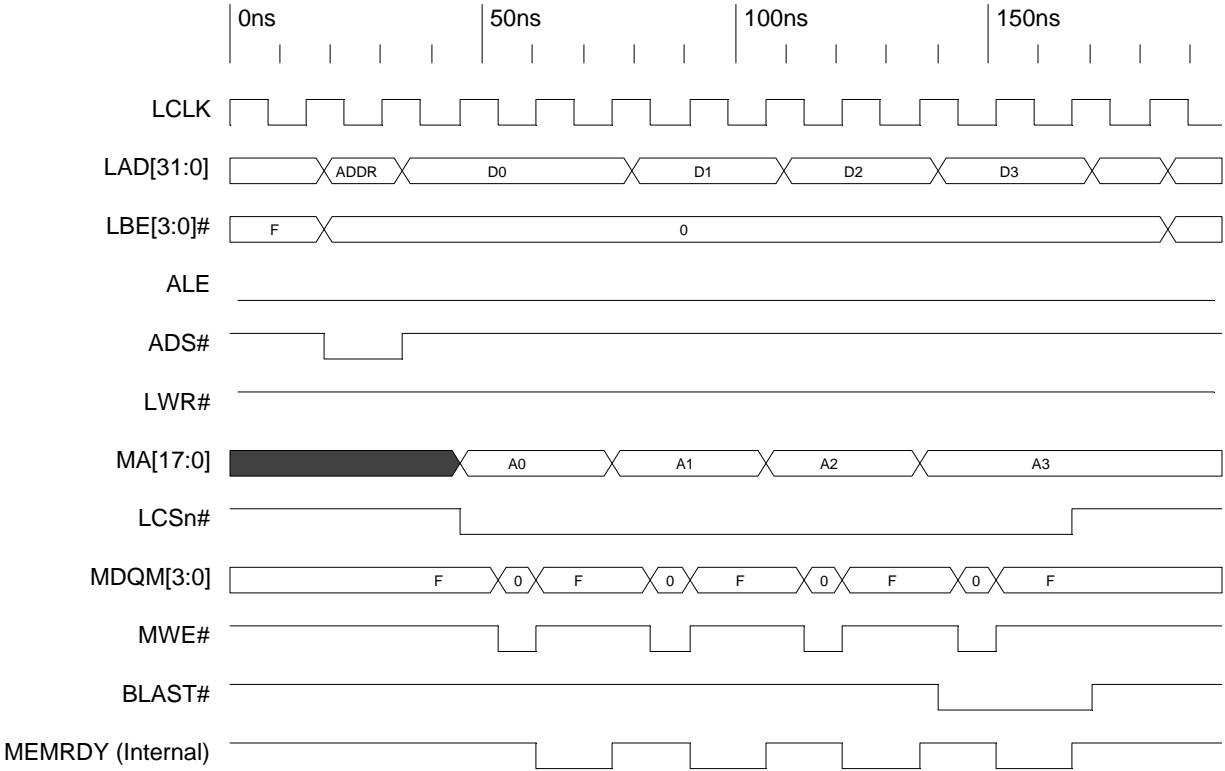 0ns 50ns 100ns 150ns
LCLK
LAD[31:0] ADDR D0 D1 D2 D3
LBE[3:0]# F 0
ALE
ADS#
LWR#
MA[17:0] A0 A1 A2 A3
LCSn#
MDQM[3:0] F 0 F 0 F 0 F 0 F
MWE#
BLAST#
MEMRDY (Internal)